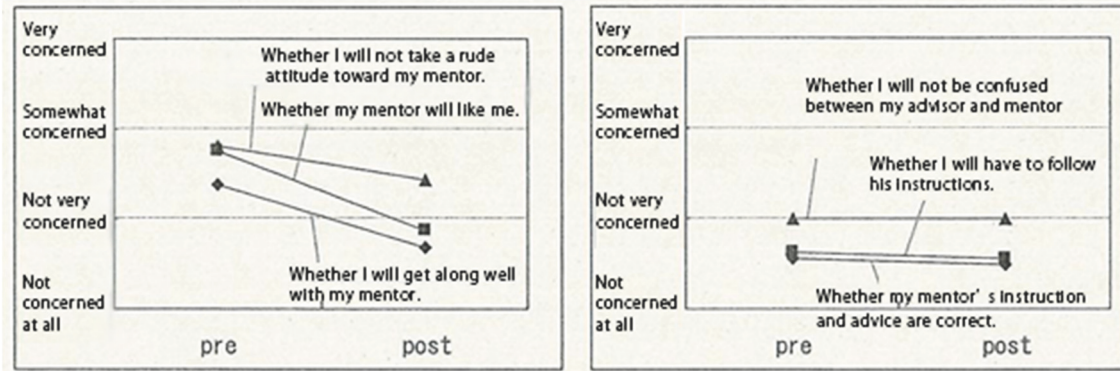 Very
concerned
Somewhat
concerned
Not very
concerned
Not
concerned
at all
Whether I will not take a rude
attitude toward my mentor.
Whether my mentor will like me.
Whether I will get along well
with my mentor.
pre post
Very
concerned
Somewhat
concerned
Not very
concerned
Not
concerned
at all
Whether I will not be confused
between my advisor and mentor
Whether I will have to follow
his instructions.
Whether my mentor' s instruction
and advice are correct.
pre post